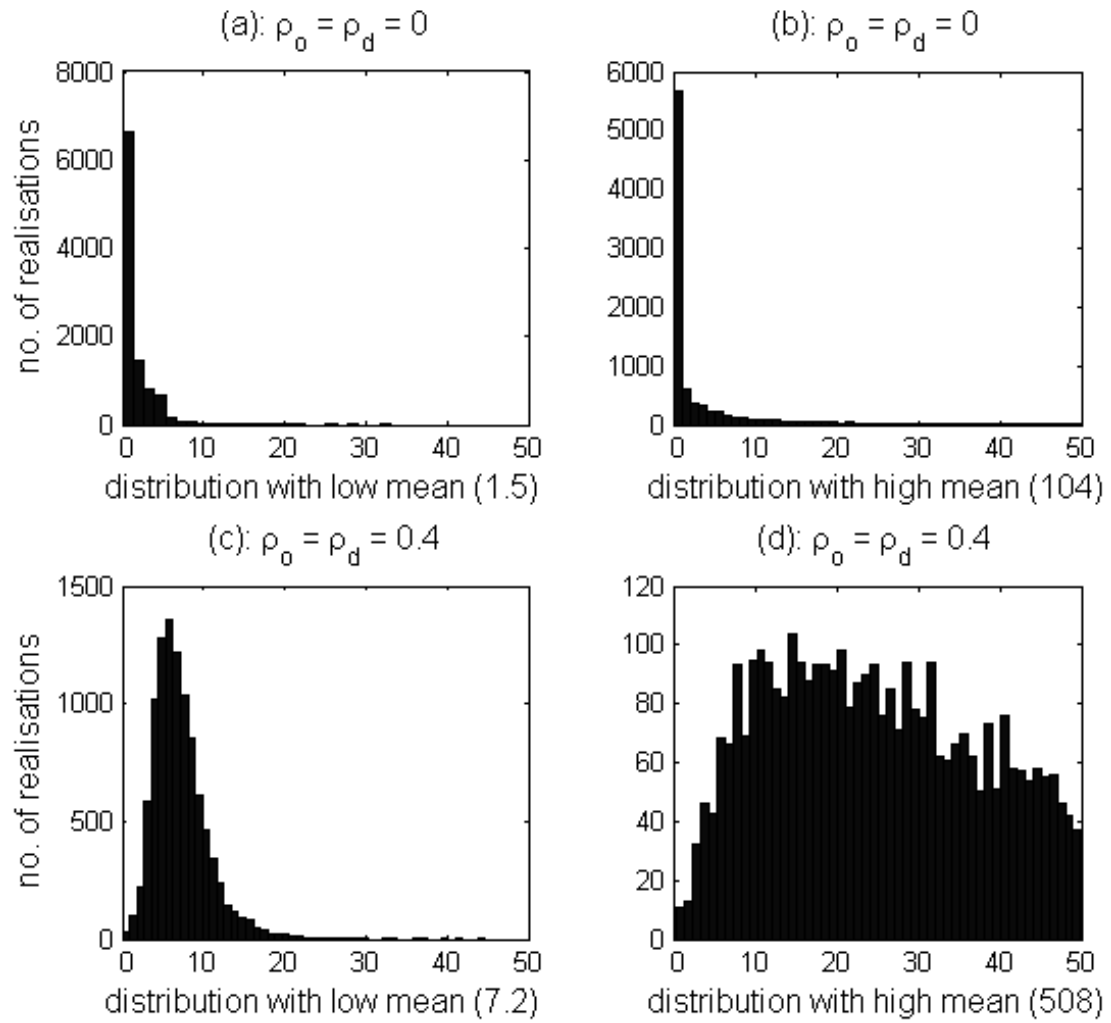 (a): ρo = ρd = 0
8000
6000
4000
2000
0
no. of realisations
0 10 20 30 40 50
distribution with low mean (1.5)
(b): ρo = ρd = 0
6000
5000
4000
3000
2000
1000
0
0 10 20 30 40 50
distribution with high mean (104)
(c): ρo = ρd = 0.4
1500
1000
500
0
no. of realisations
0 10 20 30 40 50
distribution with low mean (7.2)
(d): ρo = ρd = 0.4
120
100
80
60
40
20
0
0 10 20 30 40 50
distribution with high mean (508)